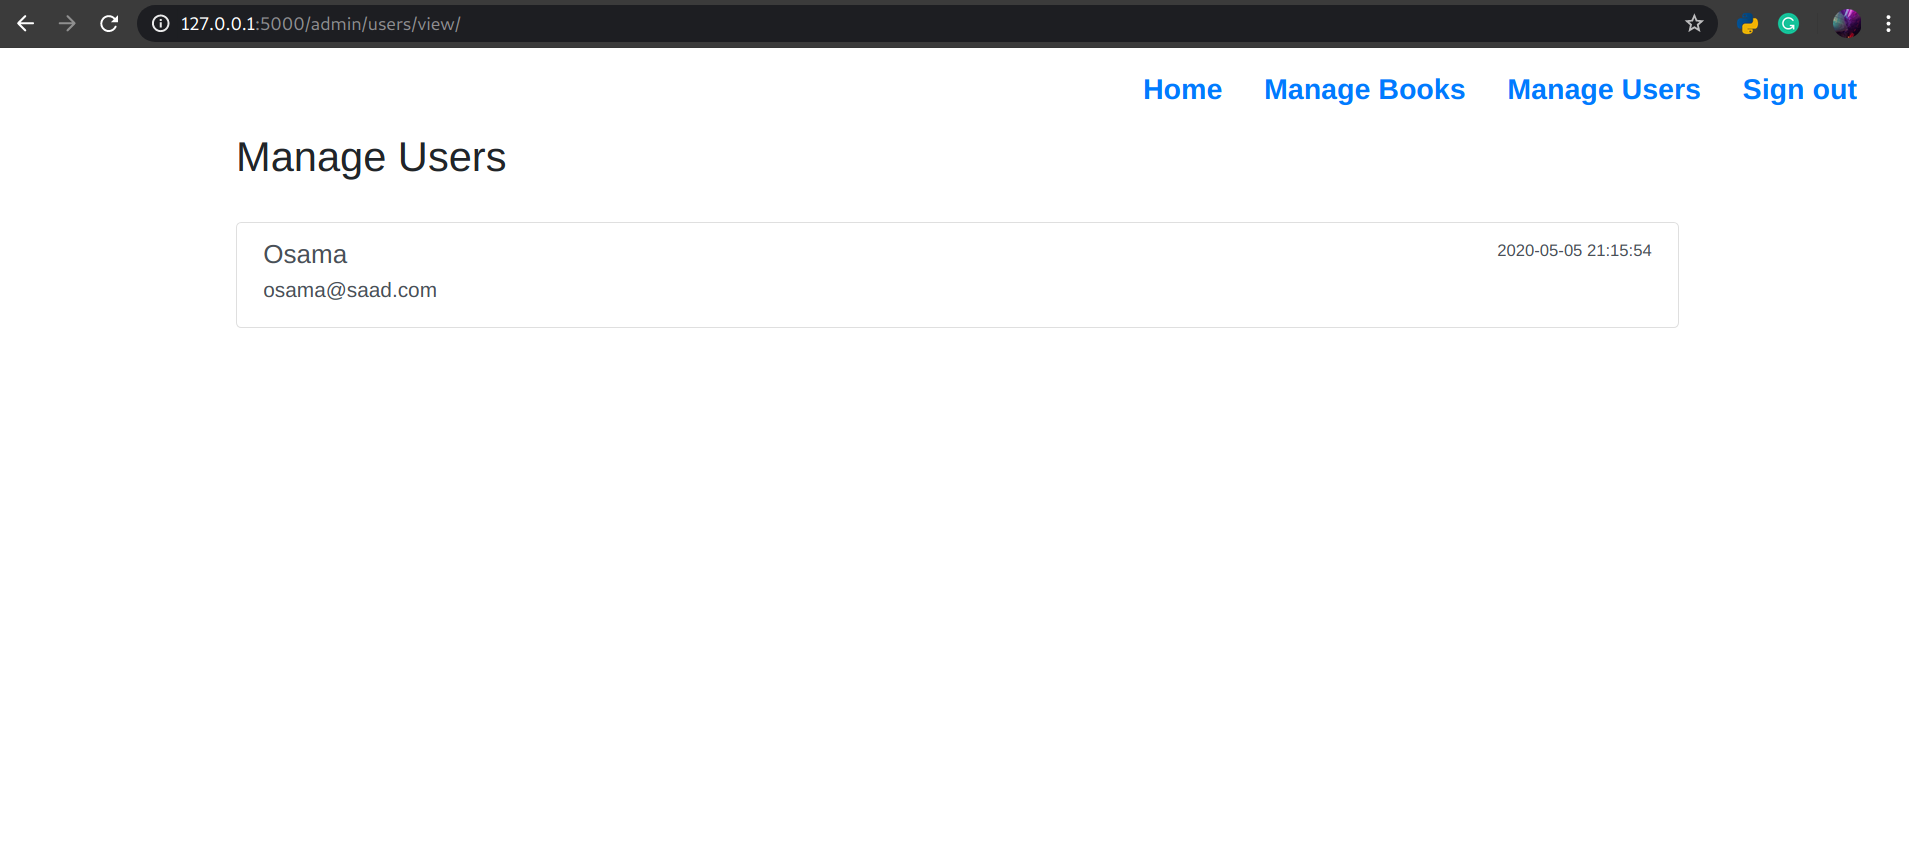 127.0.0.1:5000/admin/users/view/
Home Manage Books Manage Users Sign out
Manage Users
Osama 2020-05-05 21:15:54
osama@saad.com